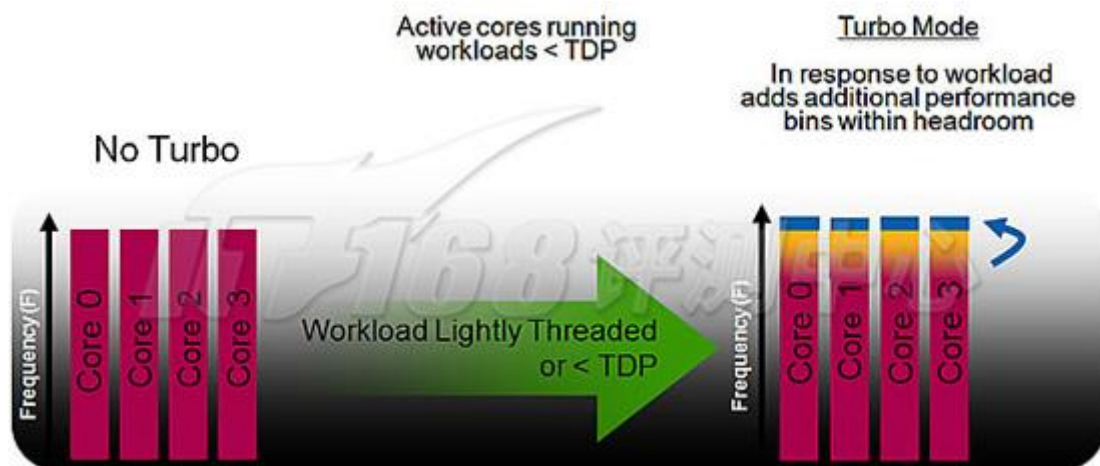 Active cores running
workloads < TDP
Turbo Mode
In response to workload
adds additional performance
bins within headroom
No Turbo
Frequency (F)
Core 0
Core 1
Core 2
Core 3
Workload Lightly Threaded
or < TDP
Frequency (F)
Core 0
Core 1
Core 2
Core 3
IT168评测中心